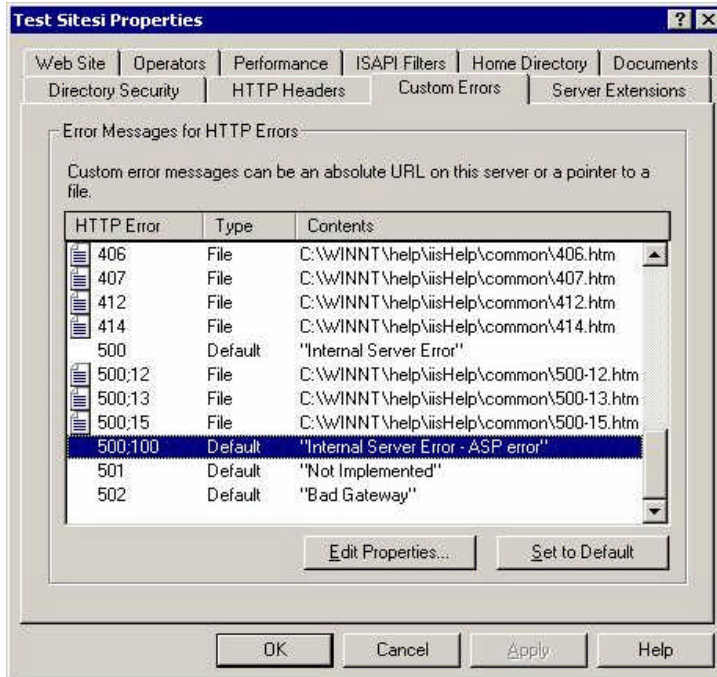 Test Sitesi Properties
Web Site Operators Performance ISAPI Filters Home Directory Documents
Directory Security HTTP Headers Custom Errors Server Extensions
Error Messages for HTTP Errors
Custom error messages can be an absolute URL on this server or a pointer to a
file.
HTTP Error Type Contents
406 File C:\WINNT\help\iisHelp\common\406.htm
407 File C:\WINNT\help\iisHelp\common\407.htm
412 File C:\WINNT\help\iisHelp\common\412.htm
414 File C:\WINNT\help\iisHelp\common\414.htm
500 Default "Internal Server Error"
500;12 File C:\WINNT\help\iisHelp\common\500-12.htm
500;13 File C:\WINNT\help\iisHelp\common\500-13.htm
500;15 File C:\WINNT\help\iisHelp\common\500-15.htm
500;100 Default "Internal Server Error - ASP error"
501 Default "Not Implemented"
502 Default "Bad Gateway"
Edit Properties... Set to Default
OK Cancel Apply Help